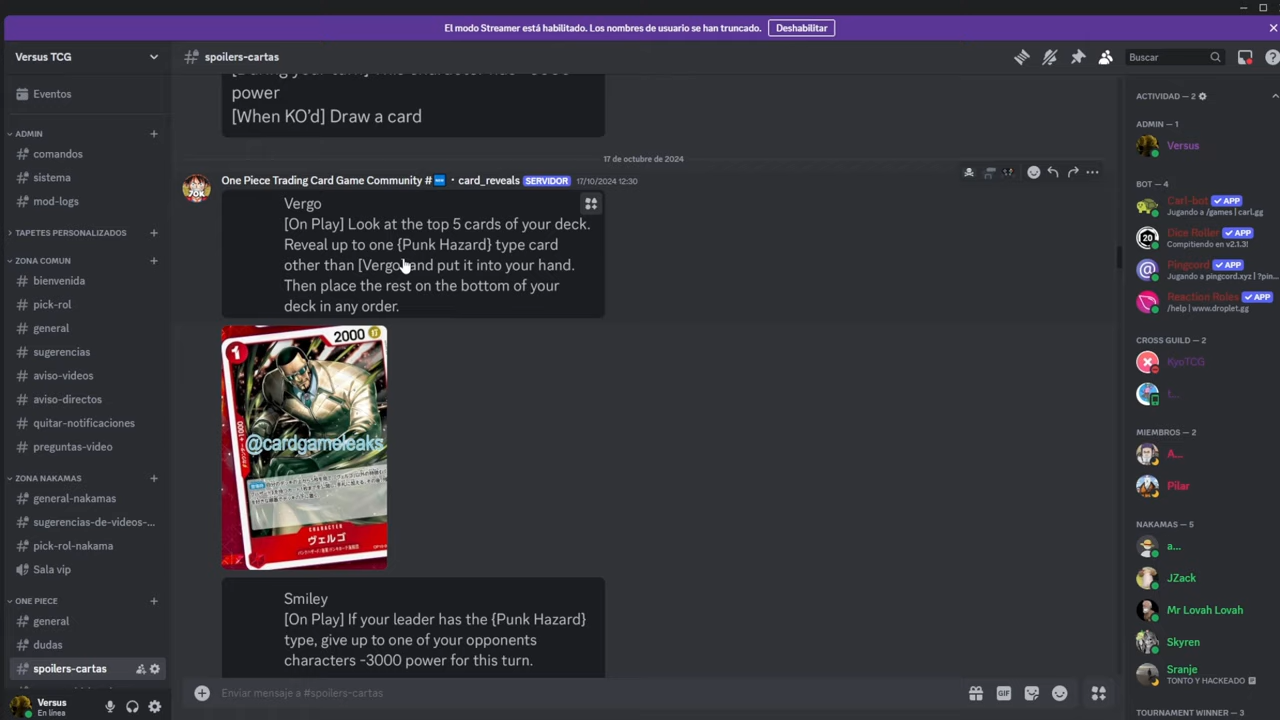 El modo Streamer está habilitado. Los nombres de usuario se han truncado.
Deshabilitar
Versus TCG
Eventos
ADMIN
comandos
sistema
mod-logs
TAPETES PERSONALIZADOS
ZONA COMUN
bienvenida
pick-rol
general
sugerencias
aviso-videos
aviso-directos
quitar-notificaciones
preguntas-video
ZONA NAKAMAS
general-nakamas
sugerencias-de-videos-...
pick-rol-nakama
Sala vip
ONE PIECE
general
dudas
spoilers-cartas
Versus
En línea
spoilers-cartas
Buscar
power
[When KO'd] Draw a card
17 de octubre de 2024
One Piece Trading Card Game Community # • card_reveals SERVIDOR 17/10/2024 12:30
Vergo
[On Play] Look at the top 5 cards of your deck.
Reveal up to one {Punk Hazard} type card
other than [Vergo] and put it into your hand.
Then place the rest on the bottom of your
deck in any order.
1
2000
@cardgameleaks
CHARACTER
ヴェルゴ
Smiley
[On Play] If your leader has the {Punk Hazard}
type, give up to one of your opponents
characters -3000 power for this turn.
Enviar mensaje a #spoilers-cartas
GIF
ACTIVIDAD — 2
ADMIN — 1
Versus
BOT — 4
Carl-bot APP
Jugando a /games | carl.gg
Dice Roller APP
Compitiendo en v2.1.3!
Pingcord APP
Jugando a pingcord.xyz | ?pin...
Reaction Roles APP
/help | www.droplet.gg
CROSS GUILD — 2
KyoTCG
t...
MIEMBROS — 2
A...
Pilar
NAKAMAS — 5
a...
JZack
Mr Lovah Lovah
Skyren
Sranje
TONTO Y HACKEADO
TOURNAMENT WINNER — 3